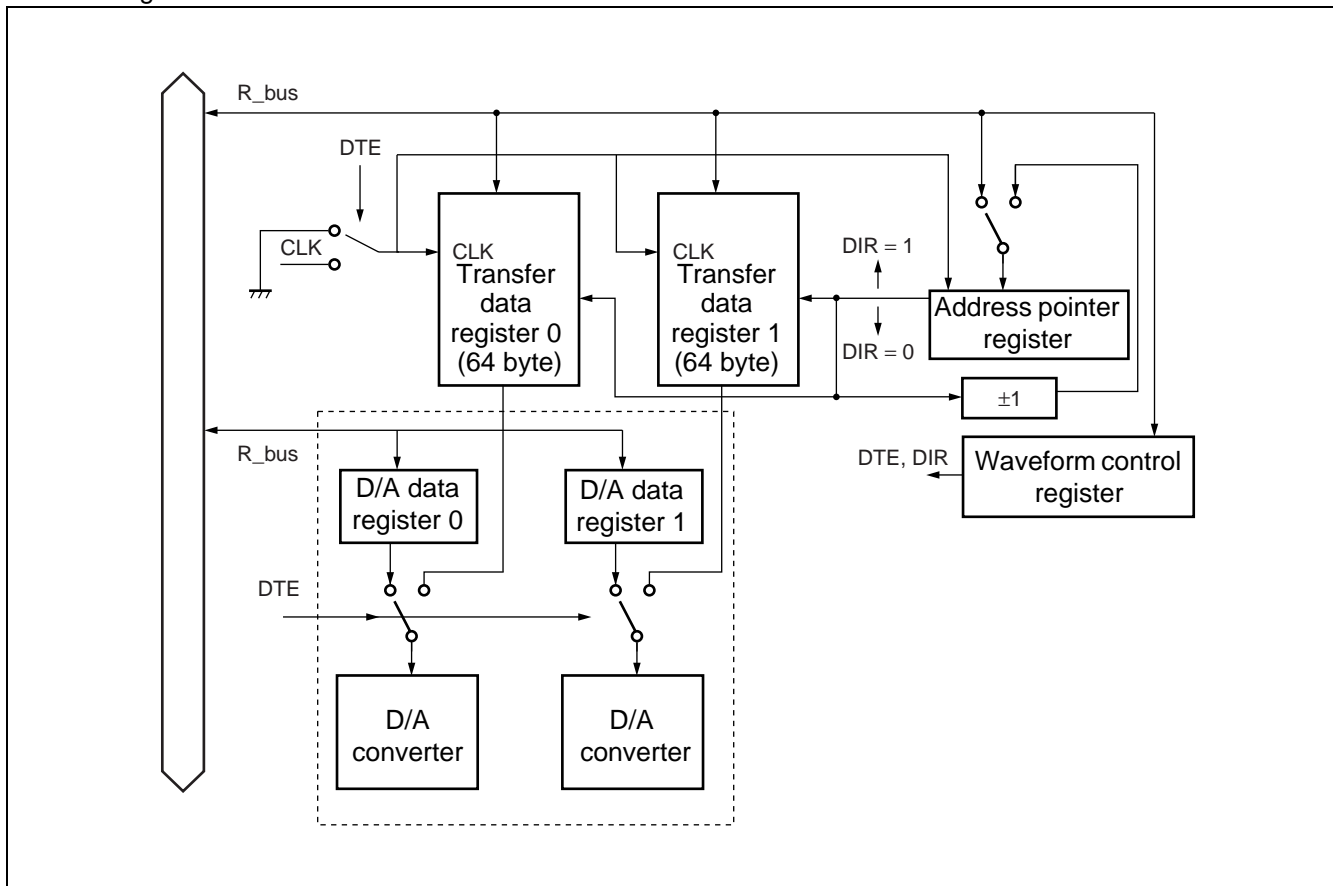 R_bus
DTE
CLK
CLK
Transfer
data
register 0
(64 byte)
CLK
Transfer
data
register 1
(64 byte)
DIR = 1
DIR = 0
Address pointer
register
±1
Waveform control
register
DTE, DIR
R_bus
D/A data
register 0
D/A data
register 1
DTE
D/A
converter
D/A
converter